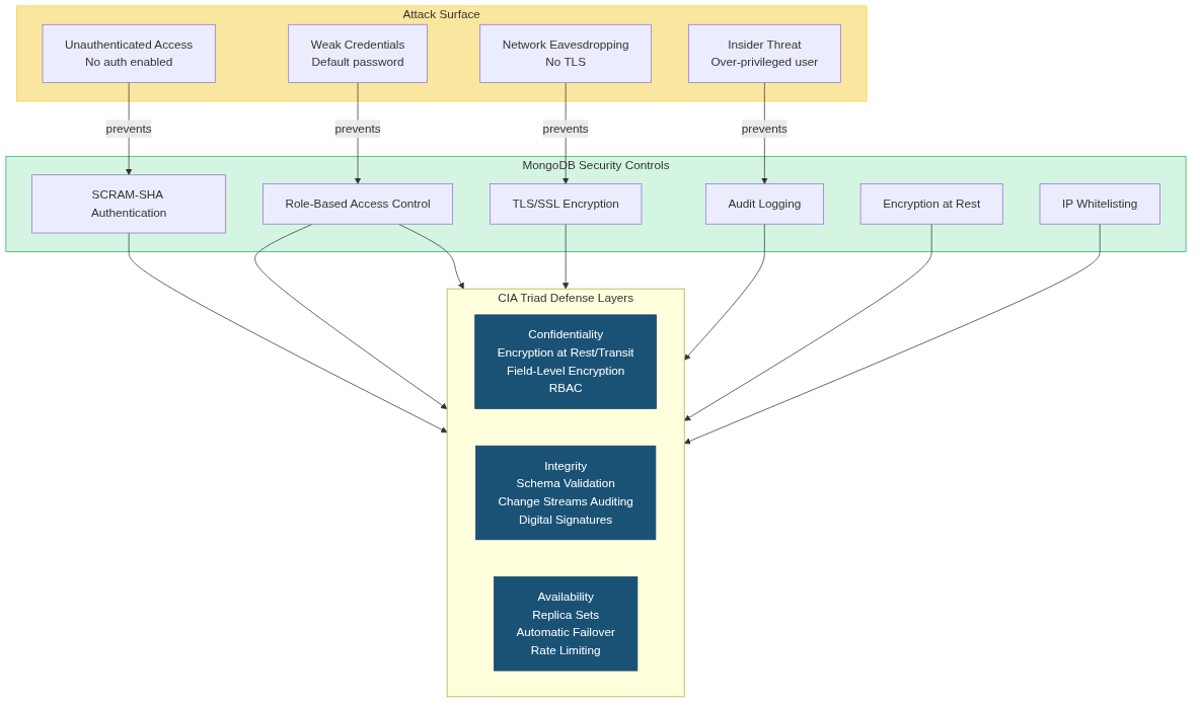 Attack Surface
Unauthenticated Access
No auth enabled
Weak Credentials
Default password
Network Eavesdropping
No TLS
Insider Threat
Over-privileged user
prevents
prevents
prevents
prevents
MongoDB Security Controls
SCRAM-SHA
Authentication
Role-Based Access Control
TLS/SSL Encryption
Audit Logging
Encryption at Rest
IP Whitelisting
CIA Triad Defense Layers
Confidentiality
Encryption at Rest/Transit
Field-Level Encryption
RBAC
Integrity
Schema Validation
Change Streams Auditing
Digital Signatures
Availability
Replica Sets
Automatic Failover
Rate Limiting